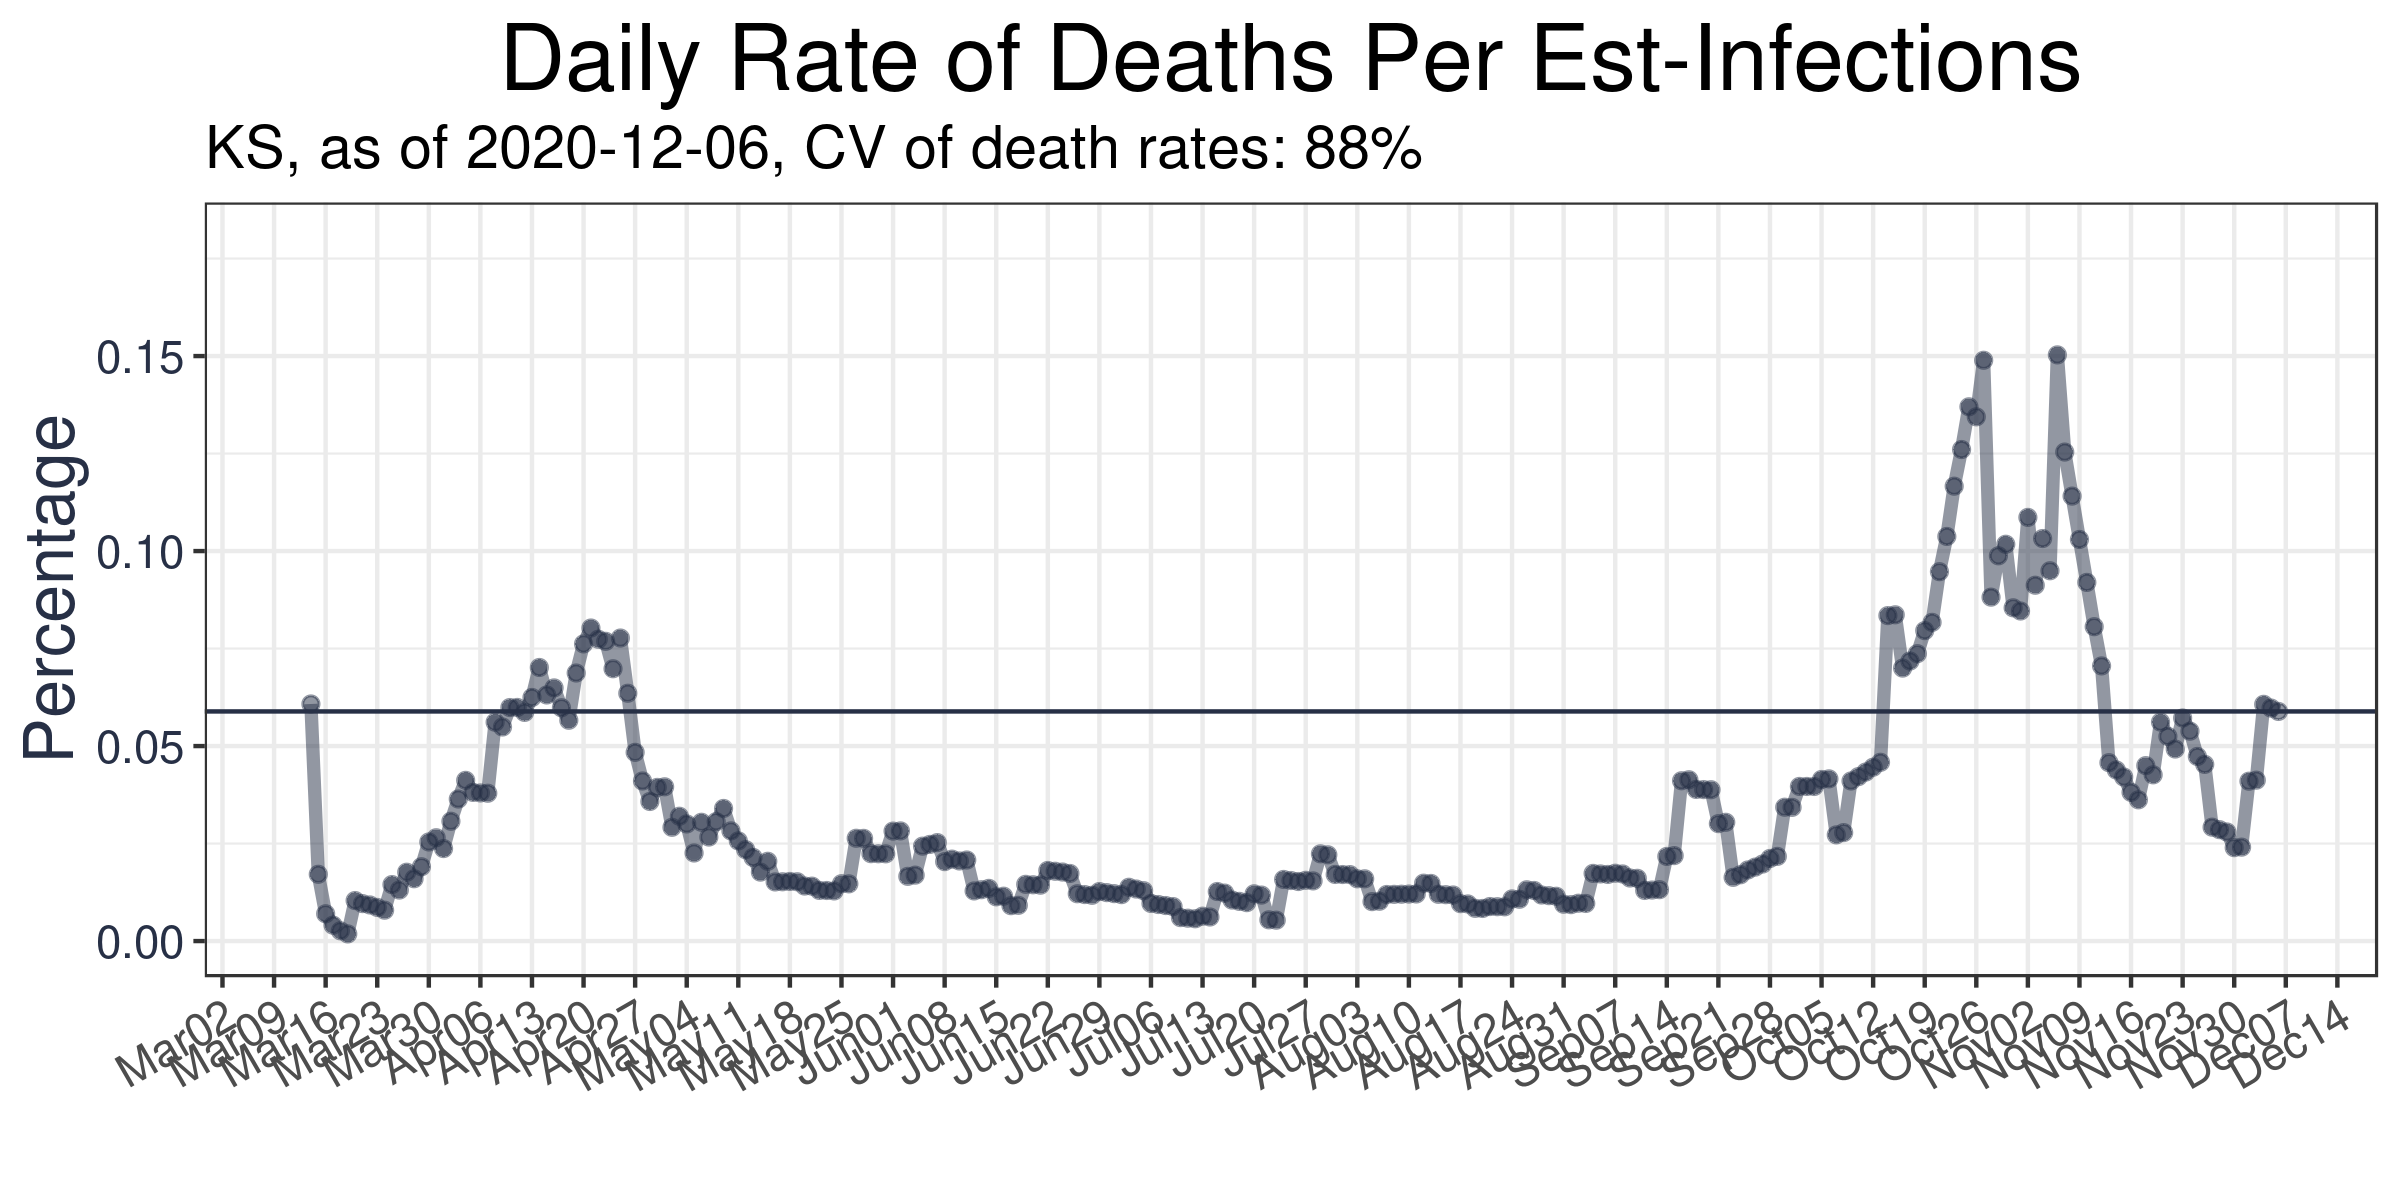 Daily Rate of Deaths Per Est-Infections
KS, as of 2020-12-06, CV of death rates: 88%
Percentage
0.15
0.10
0.05
0.00
Mar02
Mar09
Mar16
Mar23
Mar30
Apr06
Apr13
Apr20
Apr27
May04
May11
May18
May25
Jun01
Jun08
Jun15
Jun22
Jun29
Jul06
Jul13
Jul20
Jul27
Aug03
Aug10
Aug17
Aug24
Aug31
Sep07
Sep14
Sep21
Sep28
Oct05
Oct12
Oct19
Oct26
Nov02
Nov09
Nov16
Nov23
Nov30
Dec07
Dec14